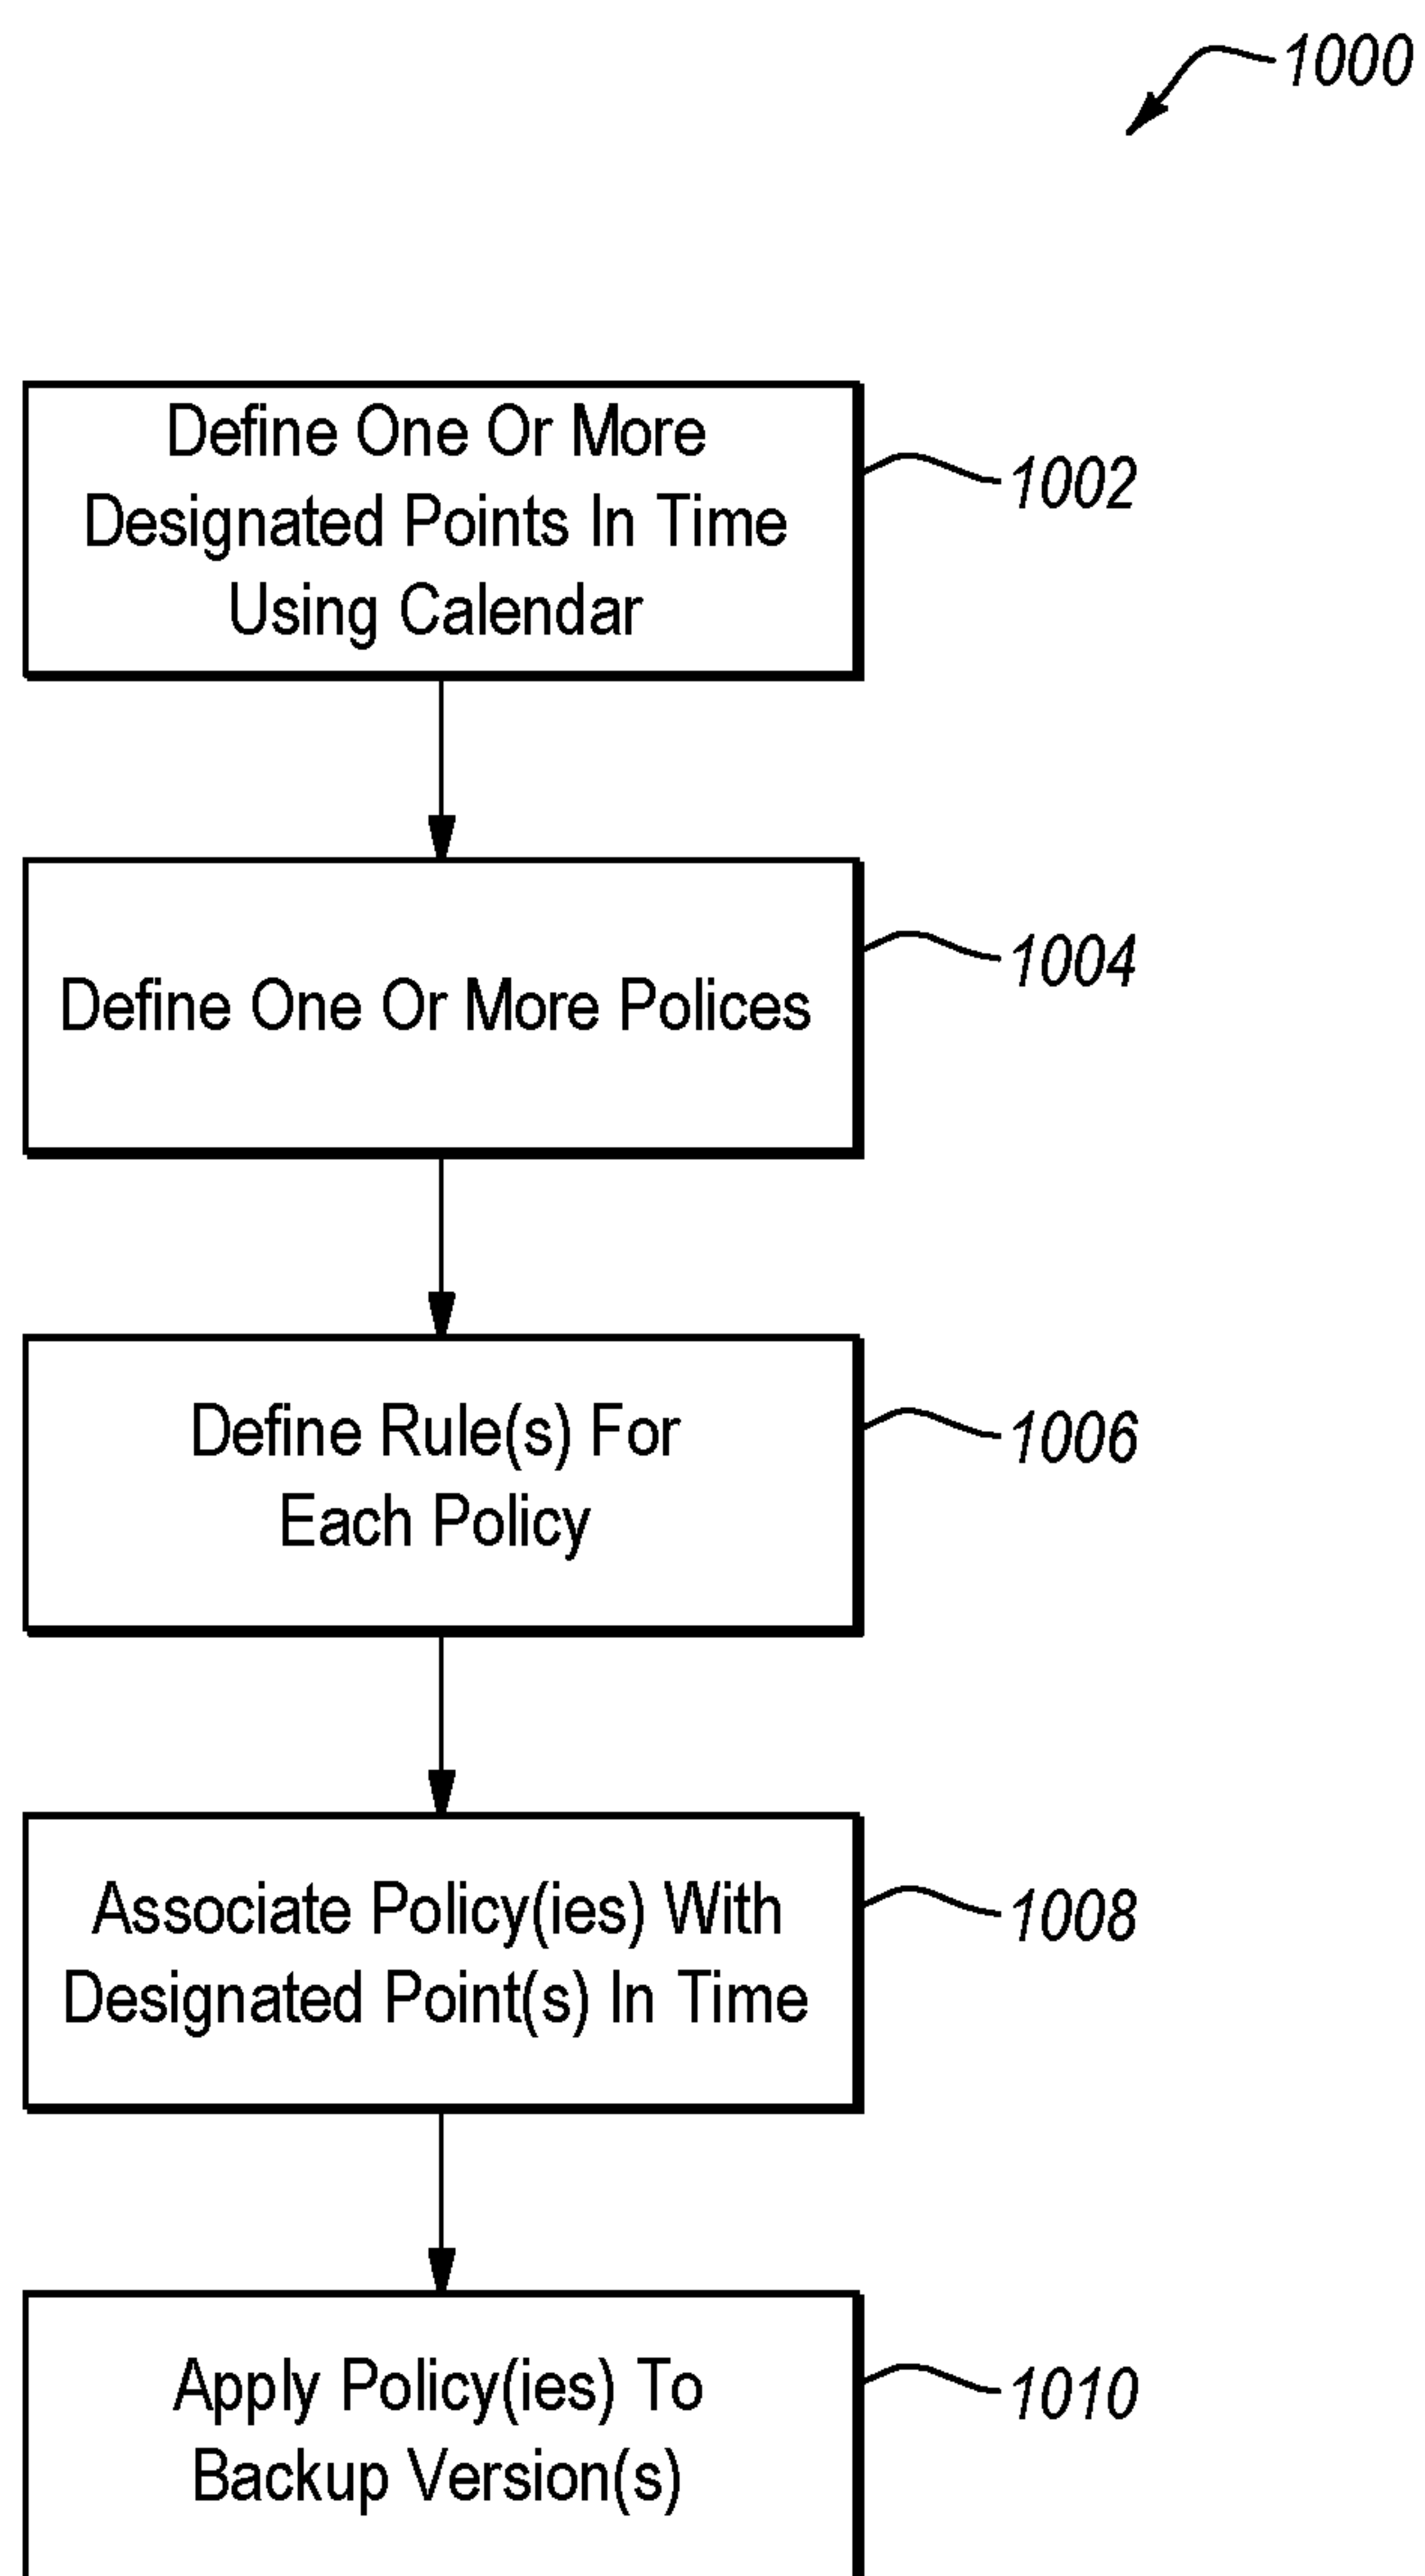 1000
Define One Or More
Designated Points In Time
Using Calendar
1002
Define One Or More Polices
1004
Define Rule(s) For
Each Policy
1006
Associate Policy(ies) With
Designated Point(s) In Time
1008
Apply Policy(ies) To
Backup Version(s)
1010